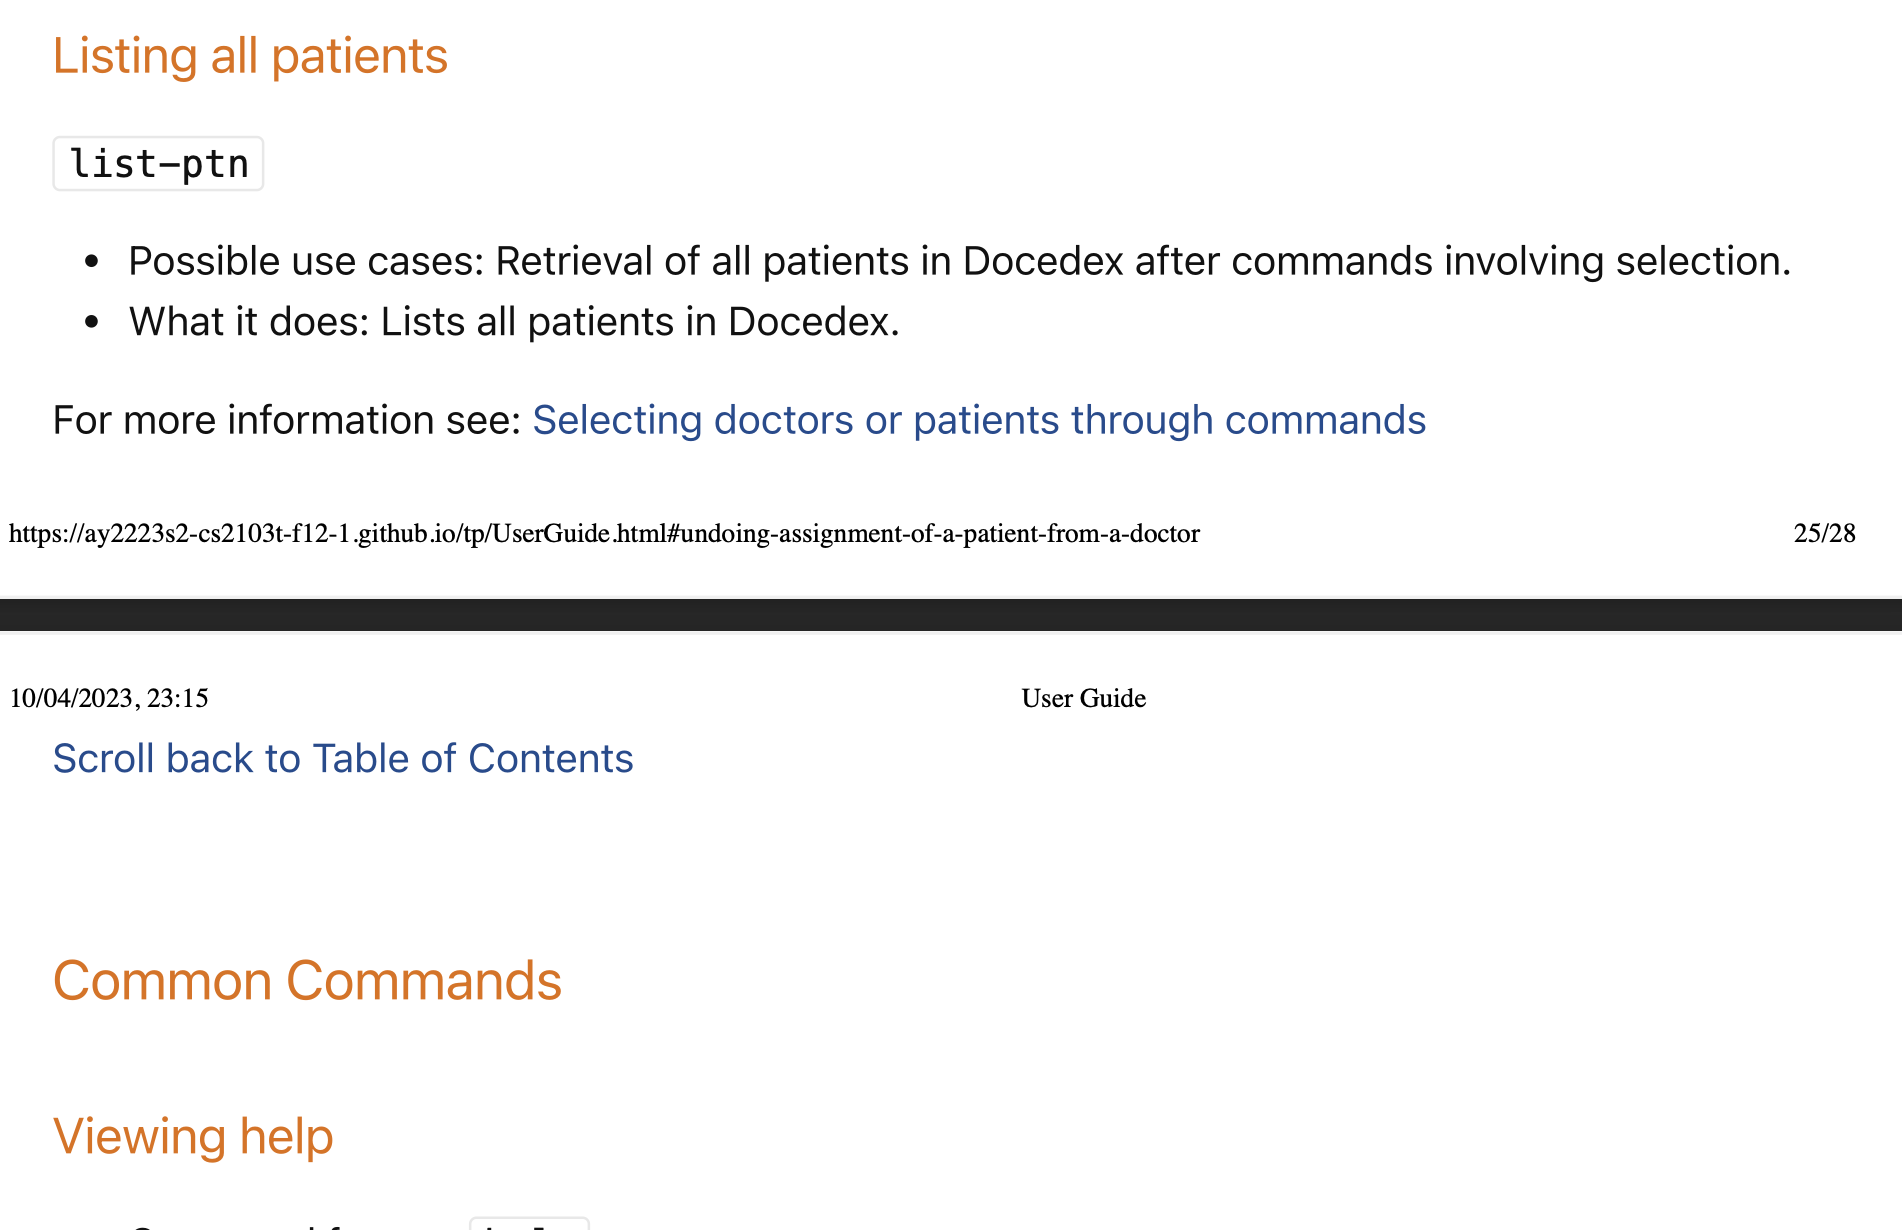 Listing all patients
list-ptn
• Possible use cases: Retrieval of all patients in Docedex after commands involving selection.
• What it does: Lists all patients in Docedex.
For more information see: Selecting doctors or patients through commands
https://ay2223s2-cs2103t-f12-1.github.io/tp/UserGuide.html#undoing-assignment-of-a-patient-from-a-doctor 25/28
10/04/2023, 23:15 User Guide
Scroll back to Table of Contents
Common Commands
Viewing help